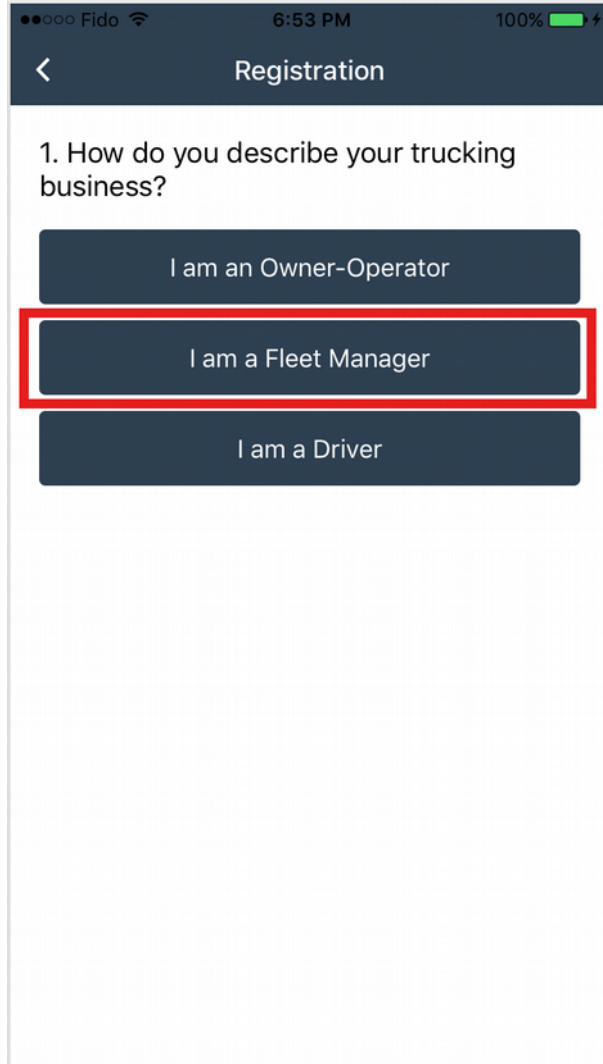 Fido 6:53 PM 100%
Registration
1. How do you describe your trucking
business?
I am an Owner-Operator
I am a Fleet Manager
I am a Driver